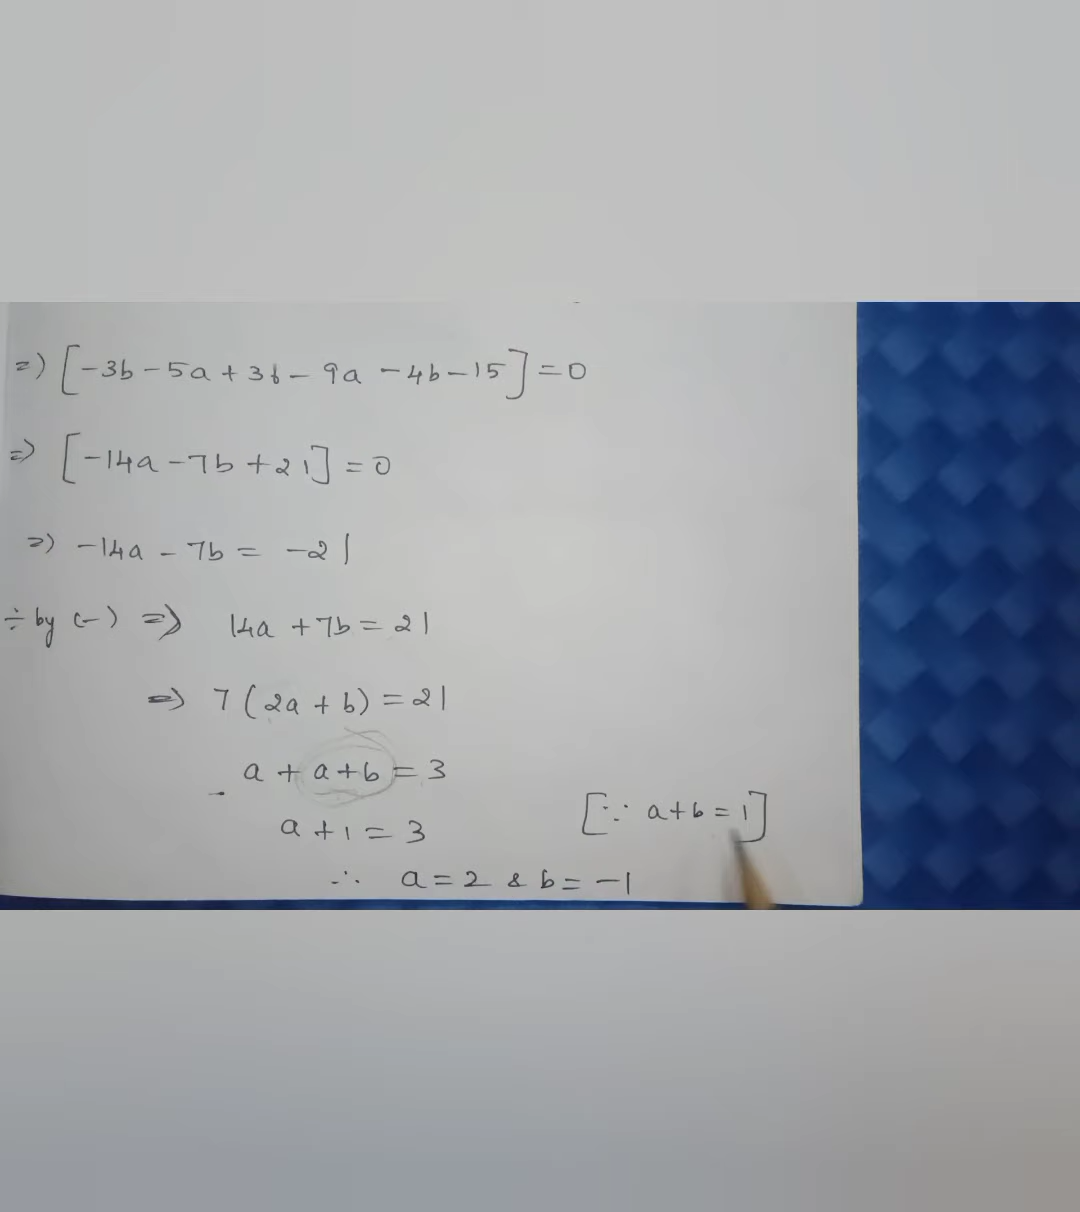 =) [-3b - 5a + 3b - 9a - 4b - 15] = 0
=> [-14a - 7b + 21] = 0
=) -14a - 7b = -21
÷ by (-) => 14a + 7b = 21
=> 7 (2a + b) = 21
a + a+b = 3
a + 1 = 3 [∵ a+b = 1]
∴ a = 2 & b = -1